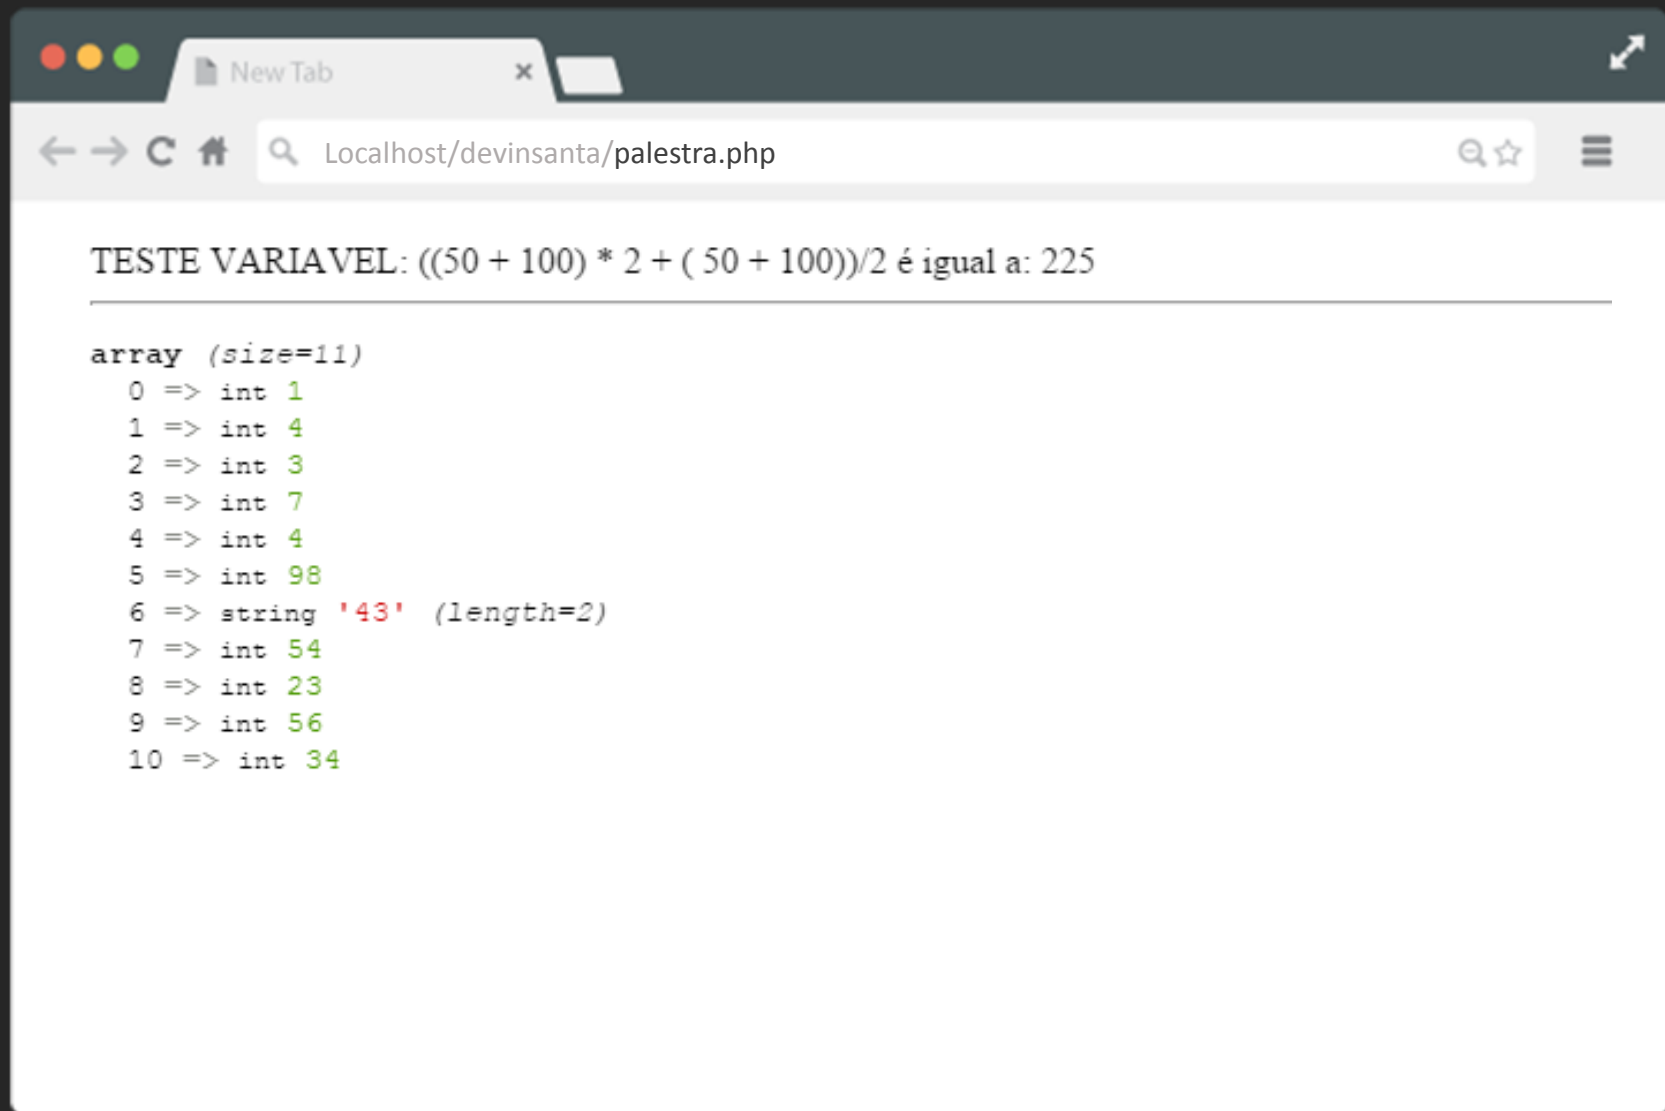 New Tab
Localhost/devinsanta/palestra.php
TESTE VARIAVEL: ((50 + 100) * 2 + ( 50 + 100))/2 é igual a: 225
array (size=11)
0 => int 1
1 => int 4
2 => int 3
3 => int 7
4 => int 4
5 => int 98
6 => string '43' (length=2)
7 => int 54
8 => int 23
9 => int 56
10 => int 34